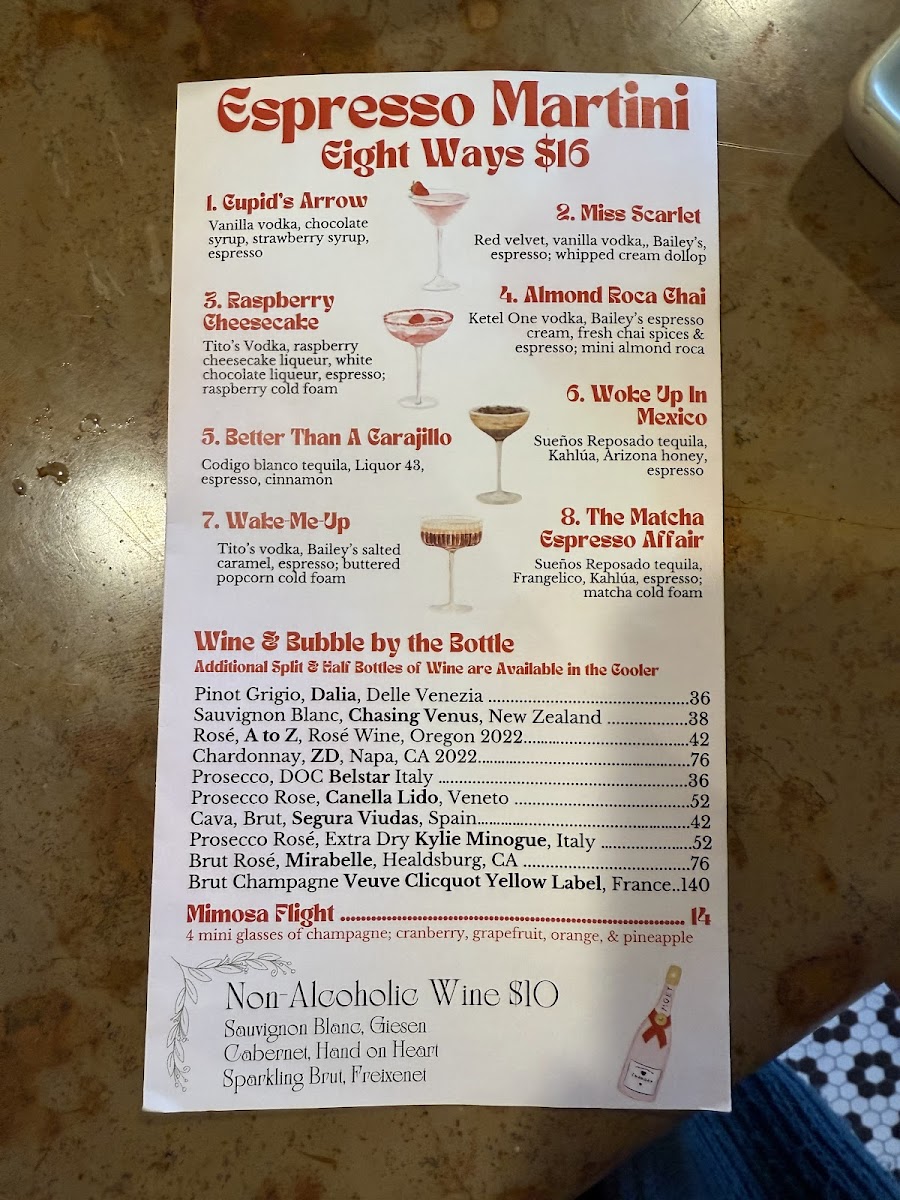 Espresso Martini
Eight Ways $16
1. Cupid's Arrow
Vanilla vodka, chocolate
syrup, strawberry syrup,
espresso
2. Miss Scarlet
Red velvet, vanilla vodka,, Bailey's,
espresso; whipped cream dollop
3. Raspberry
Cheesecake
Tito's Vodka, raspberry
cheesecake liqueur, white
chocolate liqueur, espresso;
raspberry cold foam
4. Almond Roca Chai
Ketel One vodka, Bailey's espresso
cream, fresh chai spices &
espresso; mini almond roca
5. Better Than A Carajillo
Codigo blanco tequila, Liquor 43,
espresso, cinnamon
6. Woke Up In
Mexico
Sueños Reposado tequila,
Kahlúa, Arizona honey,
espresso
7. Wake-Me-Up
Tito's vodka, Bailey's salted
caramel, espresso; buttered
popcorn cold foam
8. The Matcha
Espresso Affair
Sueños Reposado tequila,
Frangelico, Kahlúa, espresso;
matcha cold foam
Wine & Bubble by the Bottle
Additional Split & Half Bottles of Wine are Available in the Cooler
Pinot Grigio, Dalia, Delle Venezia ........................................36
Sauvignon Blanc, Chasing Venus, New Zealand ................38
Rosé, A to Z, Rosé Wine, Oregon 2022.................................42
Chardonnay, ZD, Napa, CA 2022..........................................76
Prosecco, DOC Belstar Italy ..................................................36
Prosecco Rose, Canella Lido, Veneto ...................................52
Cava, Brut, Segura Viudas, Spain..........................................42
Prosecco Rosé, Extra Dry Kylie Minogue, Italy ..................52
Brut Rosé, Mirabelle, Healdsburg, CA .................................76
Brut Champagne Veuve Clicquot Yellow Label, France..140
Mimosa Flight .................................................................... 14
4 mini glasses of champagne; cranberry, grapefruit, orange, & pineapple
Non-Alcoholic Wine $10
Sauvignon Blanc, Giesen
Cabernet, Hand on Heart
Sparkling Brut, Freixenet
MOET